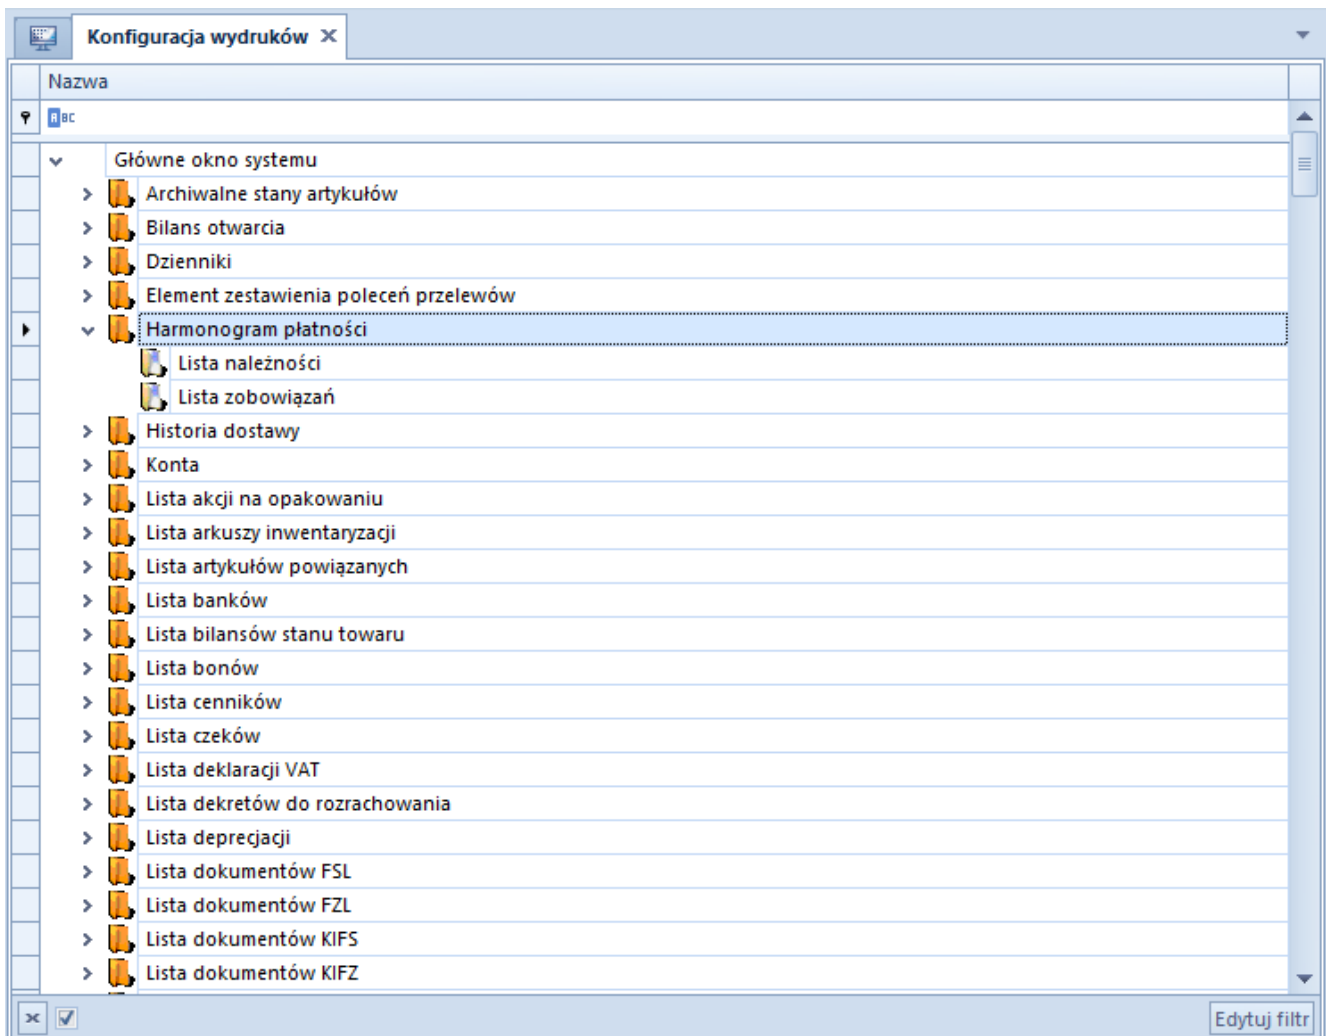 Konfiguracja wydruków
Nazwa
ABC
Główne okno systemu
Archiwalne stany artykułów
Bilans otwarcia
Dzienniki
Element zestawienia poleceń przelewów
Harmonogram płatności
Lista należności
Lista zobowiązań
Historia dostawy
Konta
Lista akcji na opakowaniu
Lista arkuszy inwentaryzacji
Lista artykułów powiązanych
Lista banków
Lista bilansów stanu towaru
Lista bonów
Lista cenników
Lista czeków
Lista deklaracji VAT
Lista dekretów do rozrachowania
Lista deprecjacji
Lista dokumentów FSL
Lista dokumentów FZL
Lista dokumentów KIFS
Lista dokumentów KIFZ
Edytuj filtr